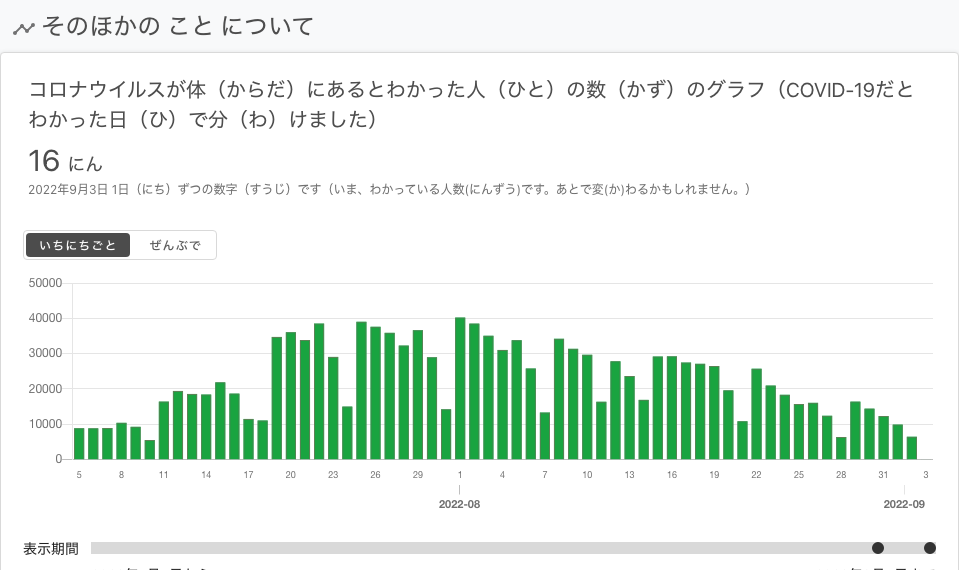 そのほかの こと について
コロナウイルスが体（からだ）にあるとわかった人（ひと）の数（かず）のグラフ（COVID-19だと
わかった日（ひ）で分（わ）けました）
16 にん
2022年9月3日 1日（にち）ずつの数字（すうじ）です（いま、わかっている人数(にんずう)です。あとで変(か)わるかもしれません。）
いちにちごと ぜんぶで
50000
40000
30000
20000
10000
0
5 8 11 14 17 20 23 26 29 1 4 7 10 13 16 19 22 25 28 31 3
2022-08 2022-09
表示期間